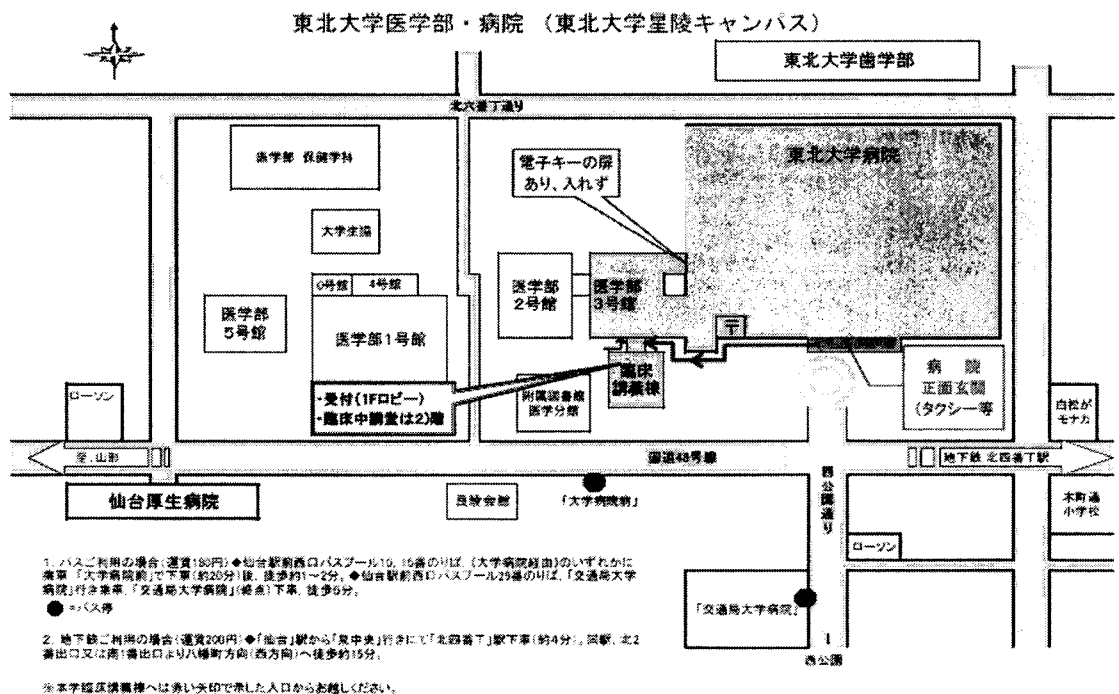 東北大学医学部・病院 （東北大学星陵キャンパス）
東北大学歯学部
北六番丁通り
医学部 保健学科
電子キーの扉
あり、入れず
東北大学病院
大学生協
6号館
4号館
医学部
2号館
医学部
3号館
医学部
5号館
医学部1号館
〒
臨床
講義棟
病 院
正面玄関
(タクシー等
ローソン
・受付(1Fロビー)
・臨床中講堂は2)階
附属図書館
医学分館
白松が
モナカ
至.山形
国道48号線
地下鉄 北四番丁駅
仙台厚生病院
艮陵会館
「大学病院前」
西公園通り
木町通
小学校
ローソン
1. バスご利用の場合(運賃180円)◆仙台駅前西口バスプール10, 15番のりば、(大学病院経由)のいずれかに
乗車「大学病院前」で下車(約20分)後、徒歩約1～2分。◆仙台駅前西口バスプール29番のりば、「交通局大学
病院」行き乗車、「交通局大学病院」(終点)下車、徒歩5分。
=バス停
「交通局大学病院」
2. 地下鉄ご利用の場合(運賃200円)◆「仙台」駅から「泉中央」行きにて「北四番丁」駅下車(約4分)。同駅、北2
番出口又は南1番出口より八幡町方向(西方向)へ徒歩約15分。
西公園
※本学臨床講義棟へは赤い矢印で示した入口からお越しください。